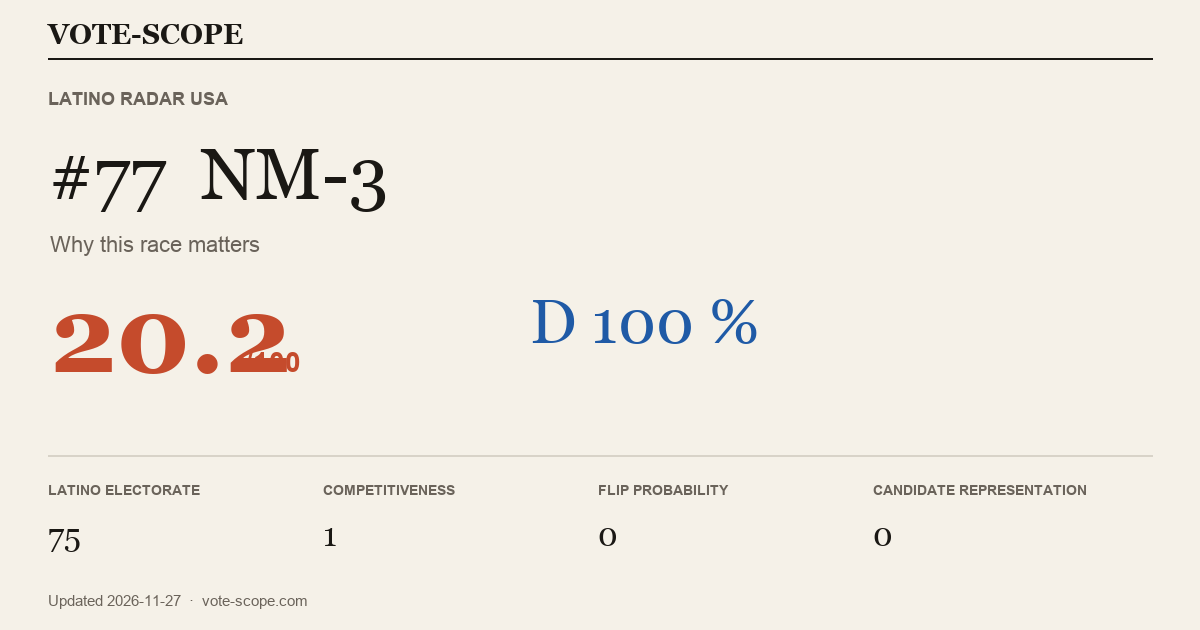 VOTE-SCOPE
LATINO RADAR USA
#77 NM-3
Why this race matters
20.2 /100
D 100 %
LATINO ELECTORATE
COMPETITIVENESS
FLIP PROBABILITY
CANDIDATE REPRESENTATION
75
1
0
0
Updated 2026-11-27 · vote-scope.com